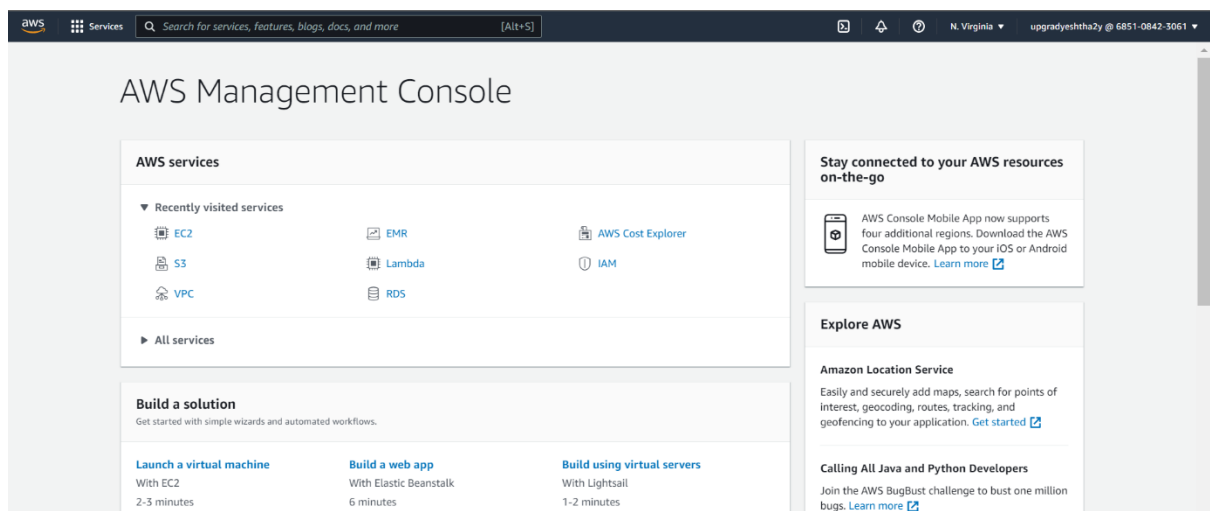 aws
Services
Search for services, features, blogs, docs, and more
[Alt+S]
N. Virginia
upgradyeshtha2y @ 6851-0842-3061
AWS Management Console
AWS services
Recently visited services
EC2
EMR
AWS Cost Explorer
S3
Lambda
IAM
VPC
RDS
All services
Build a solution
Get started with simple wizards and automated workflows.
Launch a virtual machine
With EC2
2-3 minutes
Build a web app
With Elastic Beanstalk
6 minutes
Build using virtual servers
With Lightsail
1-2 minutes
Stay connected to your AWS resources
on-the-go
AWS Console Mobile App now supports
four additional regions. Download the AWS
Console Mobile App to your iOS or Android
mobile device. Learn more
Explore AWS
Amazon Location Service
Easily and securely add maps, search for points of
interest, geocoding, routes, tracking, and
geofencing to your application. Get started
Calling All Java and Python Developers
Join the AWS BugBust challenge to bust one million
bugs. Learn more